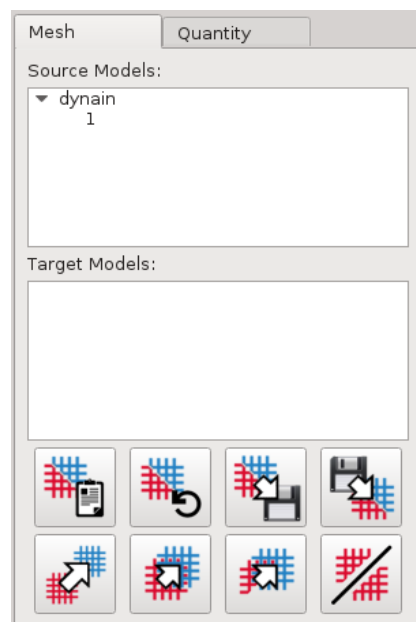 Mesh
Quantity
Source Models:
dynain
1
Target Models: